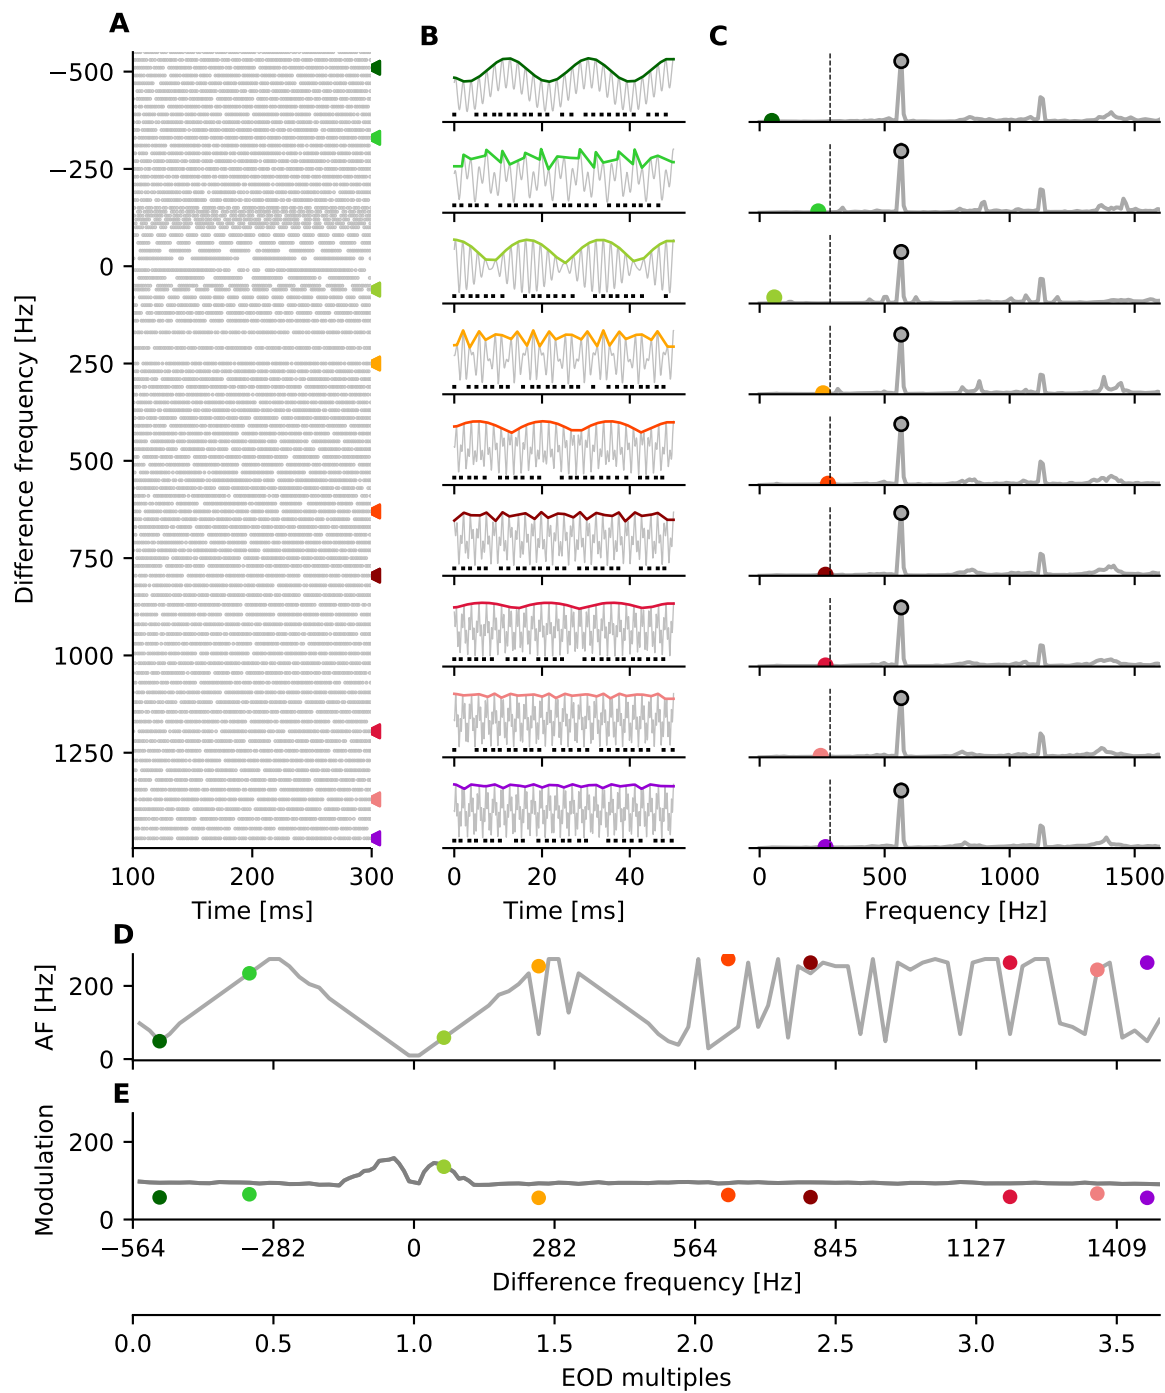 A
B
C
Difference frequency [Hz]
−500
−250
0
250
500
750
1000
1250
100 200 300
0 20 40
0 500 1000 1500
Time [ms]
Time [ms]
Frequency [Hz]
D
AF [Hz]
200
0
E
Modulation
200
0
−564 −282 0 282 564 845 1127 1409
Difference frequency [Hz]
0.0 0.5 1.0 1.5 2.0 2.5 3.0 3.5
EOD multiples